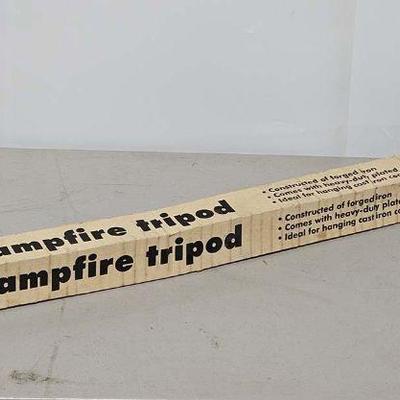 ampfire tripod
• Constructed of forged iron
• Comes with heavy-duty plated
• Ideal for hanging cast iron
ampfire tripod
• Constructed of forged iron
• Comes with heavy-duty plated
• Ideal for hanging cast iron